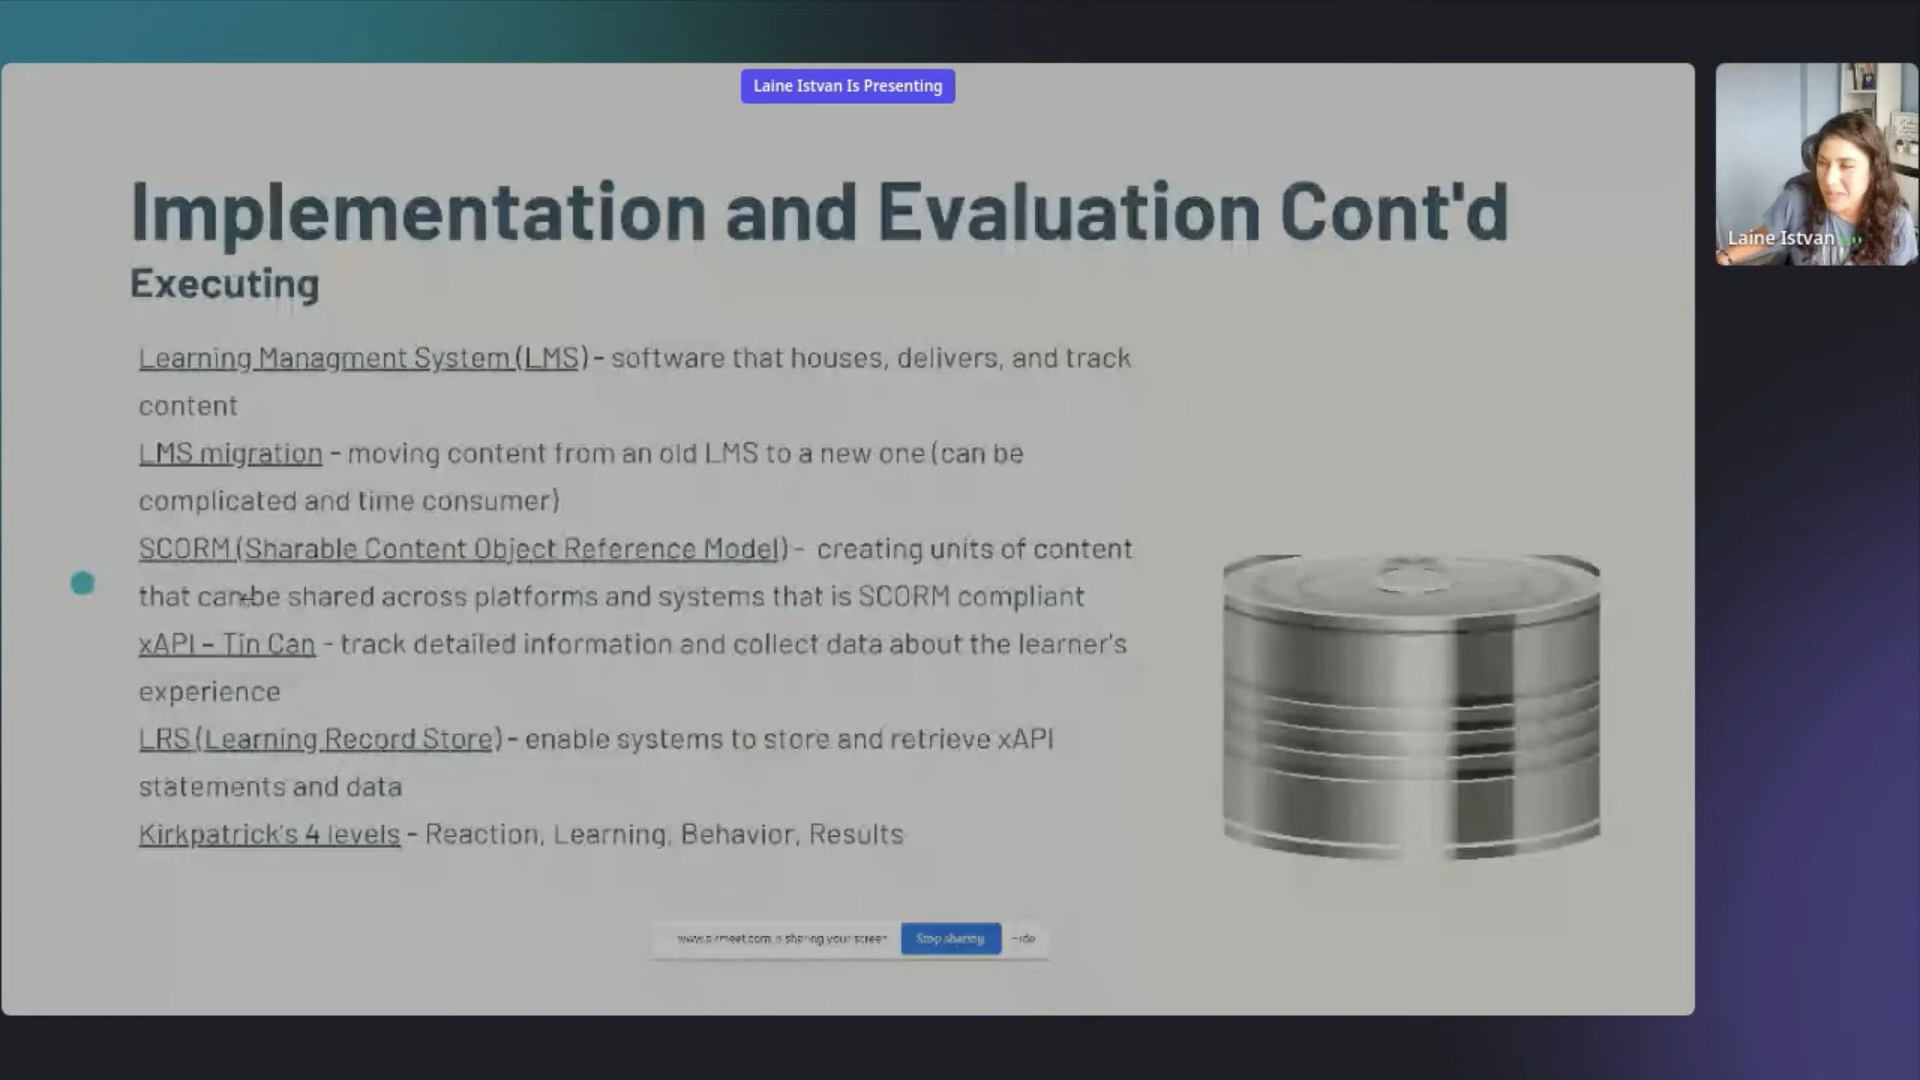 Laine Istvan Is Presenting
Implementation and Evaluation Cont'd
Executing
Learning Managment System (LMS) - software that houses, delivers, and track
content
LMS migration - moving content from an old LMS to a new one (can be
complicated and time consumer)
SCORM (Sharable Content Object Reference Model) - creating units of content
that can be shared across platforms and systems that is SCORM compliant
xAPI - Tin Can - track detailed information and collect data about the learner's
experience
LRS (Learning Record Store) - enable systems to store and retrieve xAPI
statements and data
Kirkpatrick's 4 levels - Reaction, Learning, Behavior, Results
is sharing your screen
Stop sharing
Laine Istvan